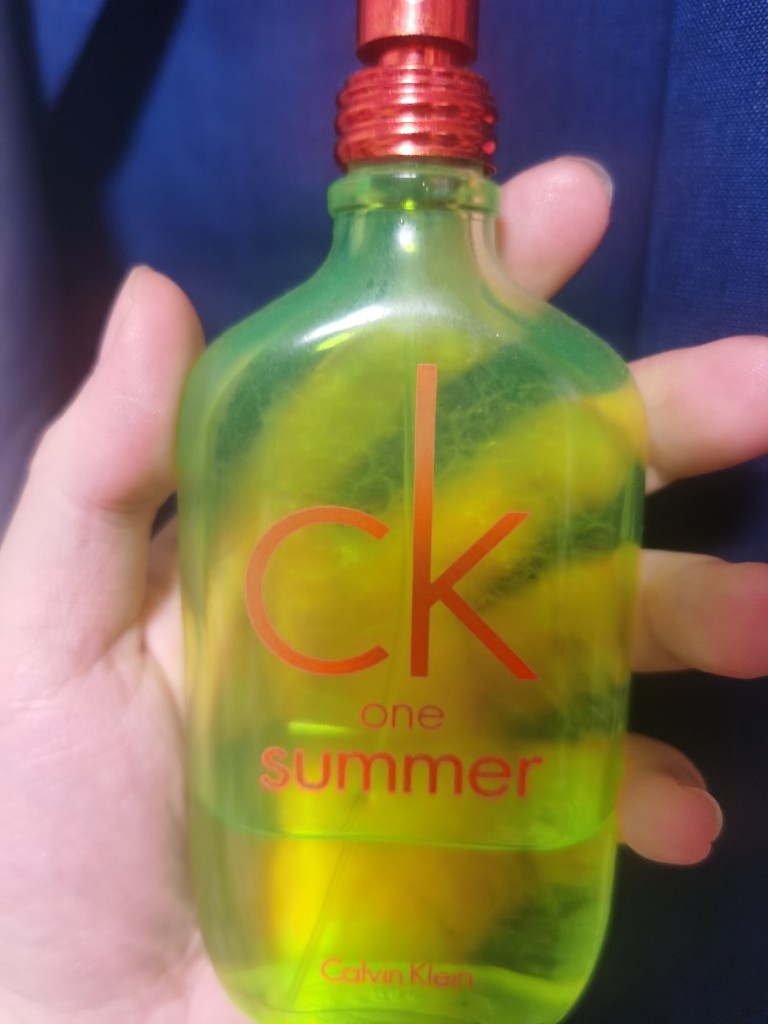 ck
one
summer
Calvin Klein